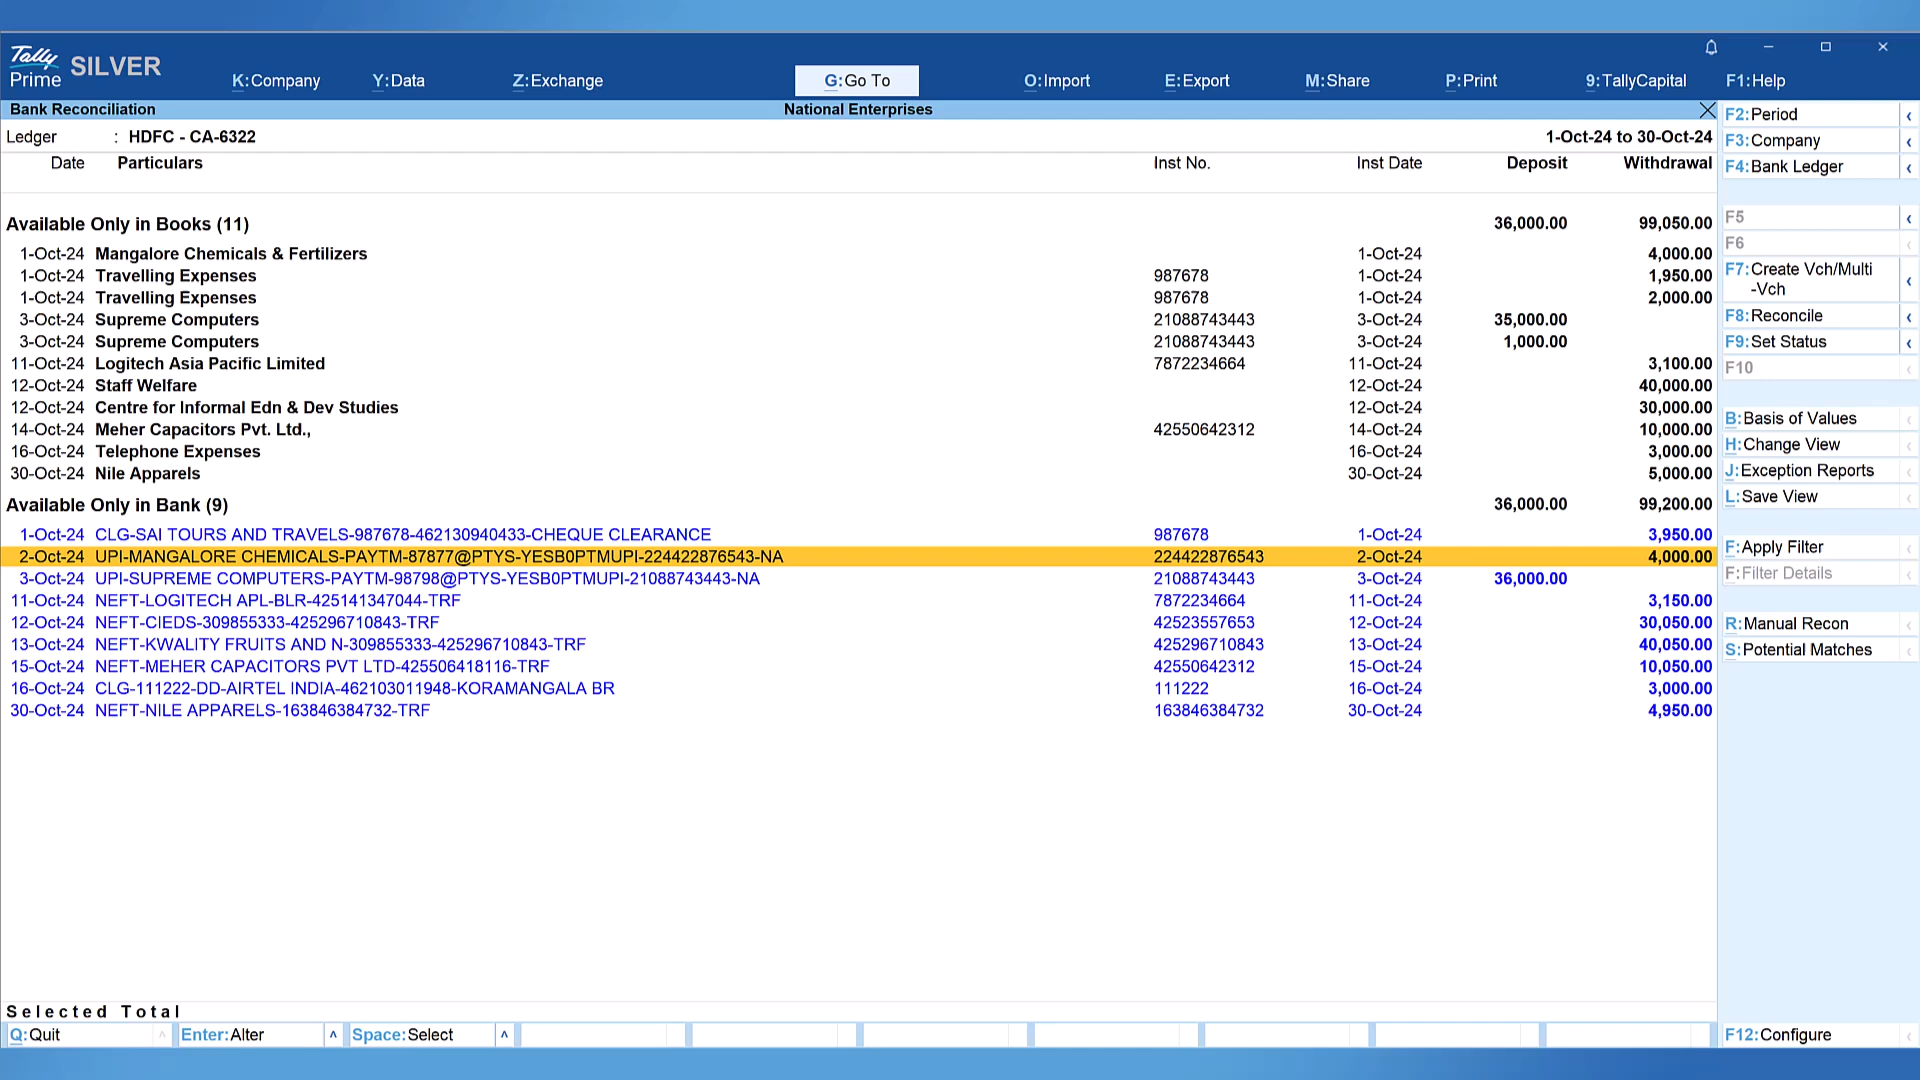 Tally
Prime SILVER
K:Company Y:Data Z:Exchange G:Go To O:Import E:Export M:Share P:Print 9:TallyCapital F1:Help
Bank Reconciliation National Enterprises
Ledger : HDFC - CA-6322 1-Oct-24 to 30-Oct-24
Date Particulars Inst No. Inst Date Deposit Withdrawal
Available Only in Books (11) 36,000.00 99,050.00
1-Oct-24 Mangalore Chemicals & Fertilizers 1-Oct-24 4,000.00
1-Oct-24 Travelling Expenses 987678 1-Oct-24 1,950.00
1-Oct-24 Travelling Expenses 987678 1-Oct-24 2,000.00
3-Oct-24 Supreme Computers 21088743443 3-Oct-24 35,000.00
3-Oct-24 Supreme Computers 21088743443 3-Oct-24 1,000.00
11-Oct-24 Logitech Asia Pacific Limited 7872234664 11-Oct-24 3,100.00
12-Oct-24 Staff Welfare 12-Oct-24 40,000.00
12-Oct-24 Centre for Informal Edn & Dev Studies 12-Oct-24 30,000.00
14-Oct-24 Meher Capacitors Pvt. Ltd., 42550642312 14-Oct-24 10,000.00
16-Oct-24 Telephone Expenses 16-Oct-24 3,000.00
30-Oct-24 Nile Apparels 30-Oct-24 5,000.00
Available Only in Bank (9) 36,000.00 99,200.00
1-Oct-24 CLG-SAI TOURS AND TRAVELS-987678-462130940433-CHEQUE CLEARANCE 987678 1-Oct-24 3,950.00
2-Oct-24 UPI-MANGALORE CHEMICALS-PAYTM-87877@PTYS-YESB0PTMUPI-224422876543-NA 224422876543 2-Oct-24 4,000.00
3-Oct-24 UPI-SUPREME COMPUTERS-PAYTM-98798@PTYS-YESB0PTMUPI-21088743443-NA 21088743443 3-Oct-24 36,000.00
11-Oct-24 NEFT-LOGITECH APL-BLR-425141347044-TRF 7872234664 11-Oct-24 3,150.00
12-Oct-24 NEFT-CIEDS-309855333-425296710843-TRF 42523557653 12-Oct-24 30,050.00
13-Oct-24 NEFT-KWALITY FRUITS AND N-309855333-425296710843-TRF 425296710843 13-Oct-24 40,050.00
15-Oct-24 NEFT-MEHER CAPACITORS PVT LTD-425506418116-TRF 42550642312 15-Oct-24 10,050.00
16-Oct-24 CLG-111222-DD-AIRTEL INDIA-462103011948-KORAMANGALA BR 111222 16-Oct-24 3,000.00
30-Oct-24 NEFT-NILE APPARELS-163846384732-TRF 163846384732 30-Oct-24 4,950.00
Selected Total
Q:Quit Enter:Alter Space:Select
F2:Period
F3:Company
F4:Bank Ledger
F5
F6
F7:Create Vch/Multi
-Vch
F8:Reconcile
F9:Set Status
F10
B:Basis of Values
H:Change View
J:Exception Reports
L:Save View
F:Apply Filter
F:Filter Details
R:Manual Recon
S:Potential Matches
F12:Configure